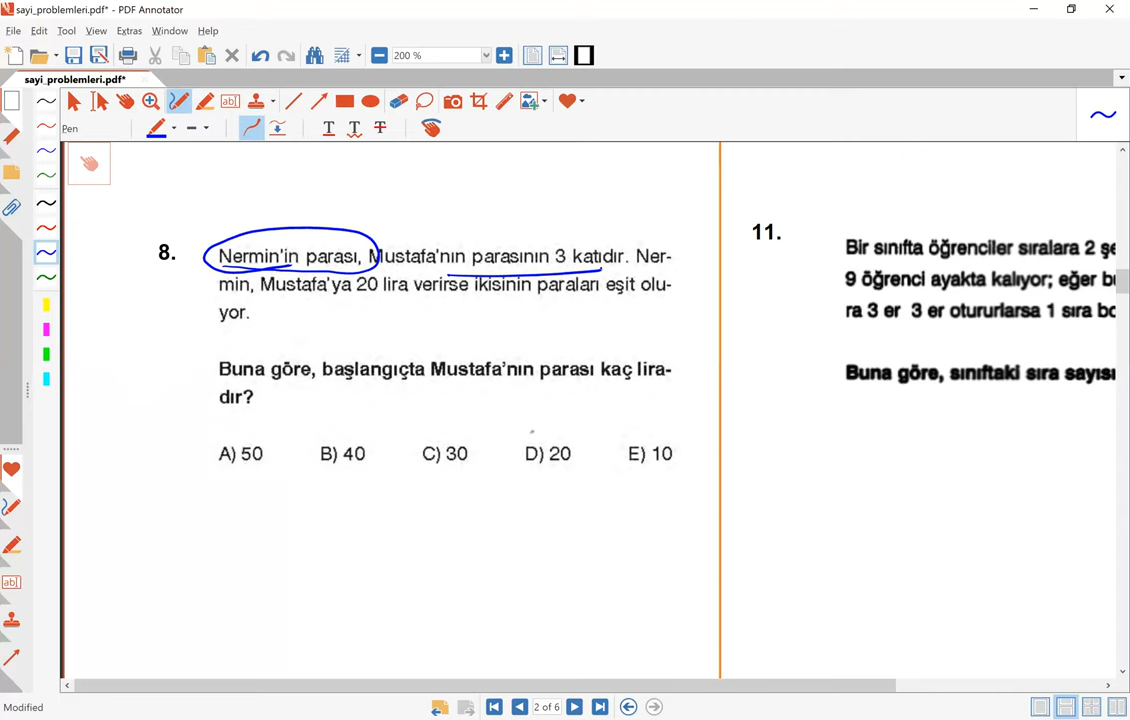 sayi_problemleri.pdf* - PDF Annotator
File Edit Tool View Extras Window Help
200 %
sayi_problemleri.pdf*
Pen
8.
Nermin'in parası, Mustafa'nın parasının 3 katıdır. Ner-
min, Mustafa'ya 20 lira verirse ikisinin paraları eşit olu-
yor.
Buna göre, başlangıçta Mustafa'nın parası kaç lira-
dır?
A) 50 B) 40 C) 30 D) 20 E) 10
11.
Bir sınıfta öğrenciler sıralara 2 şe
9 öğrenci ayakta kalıyor; eğer bu
ra 3 er 3 er otururlarsa 1 sıra bo
Buna göre, sınıftaki sıra sayısı
Modified
2 of 6